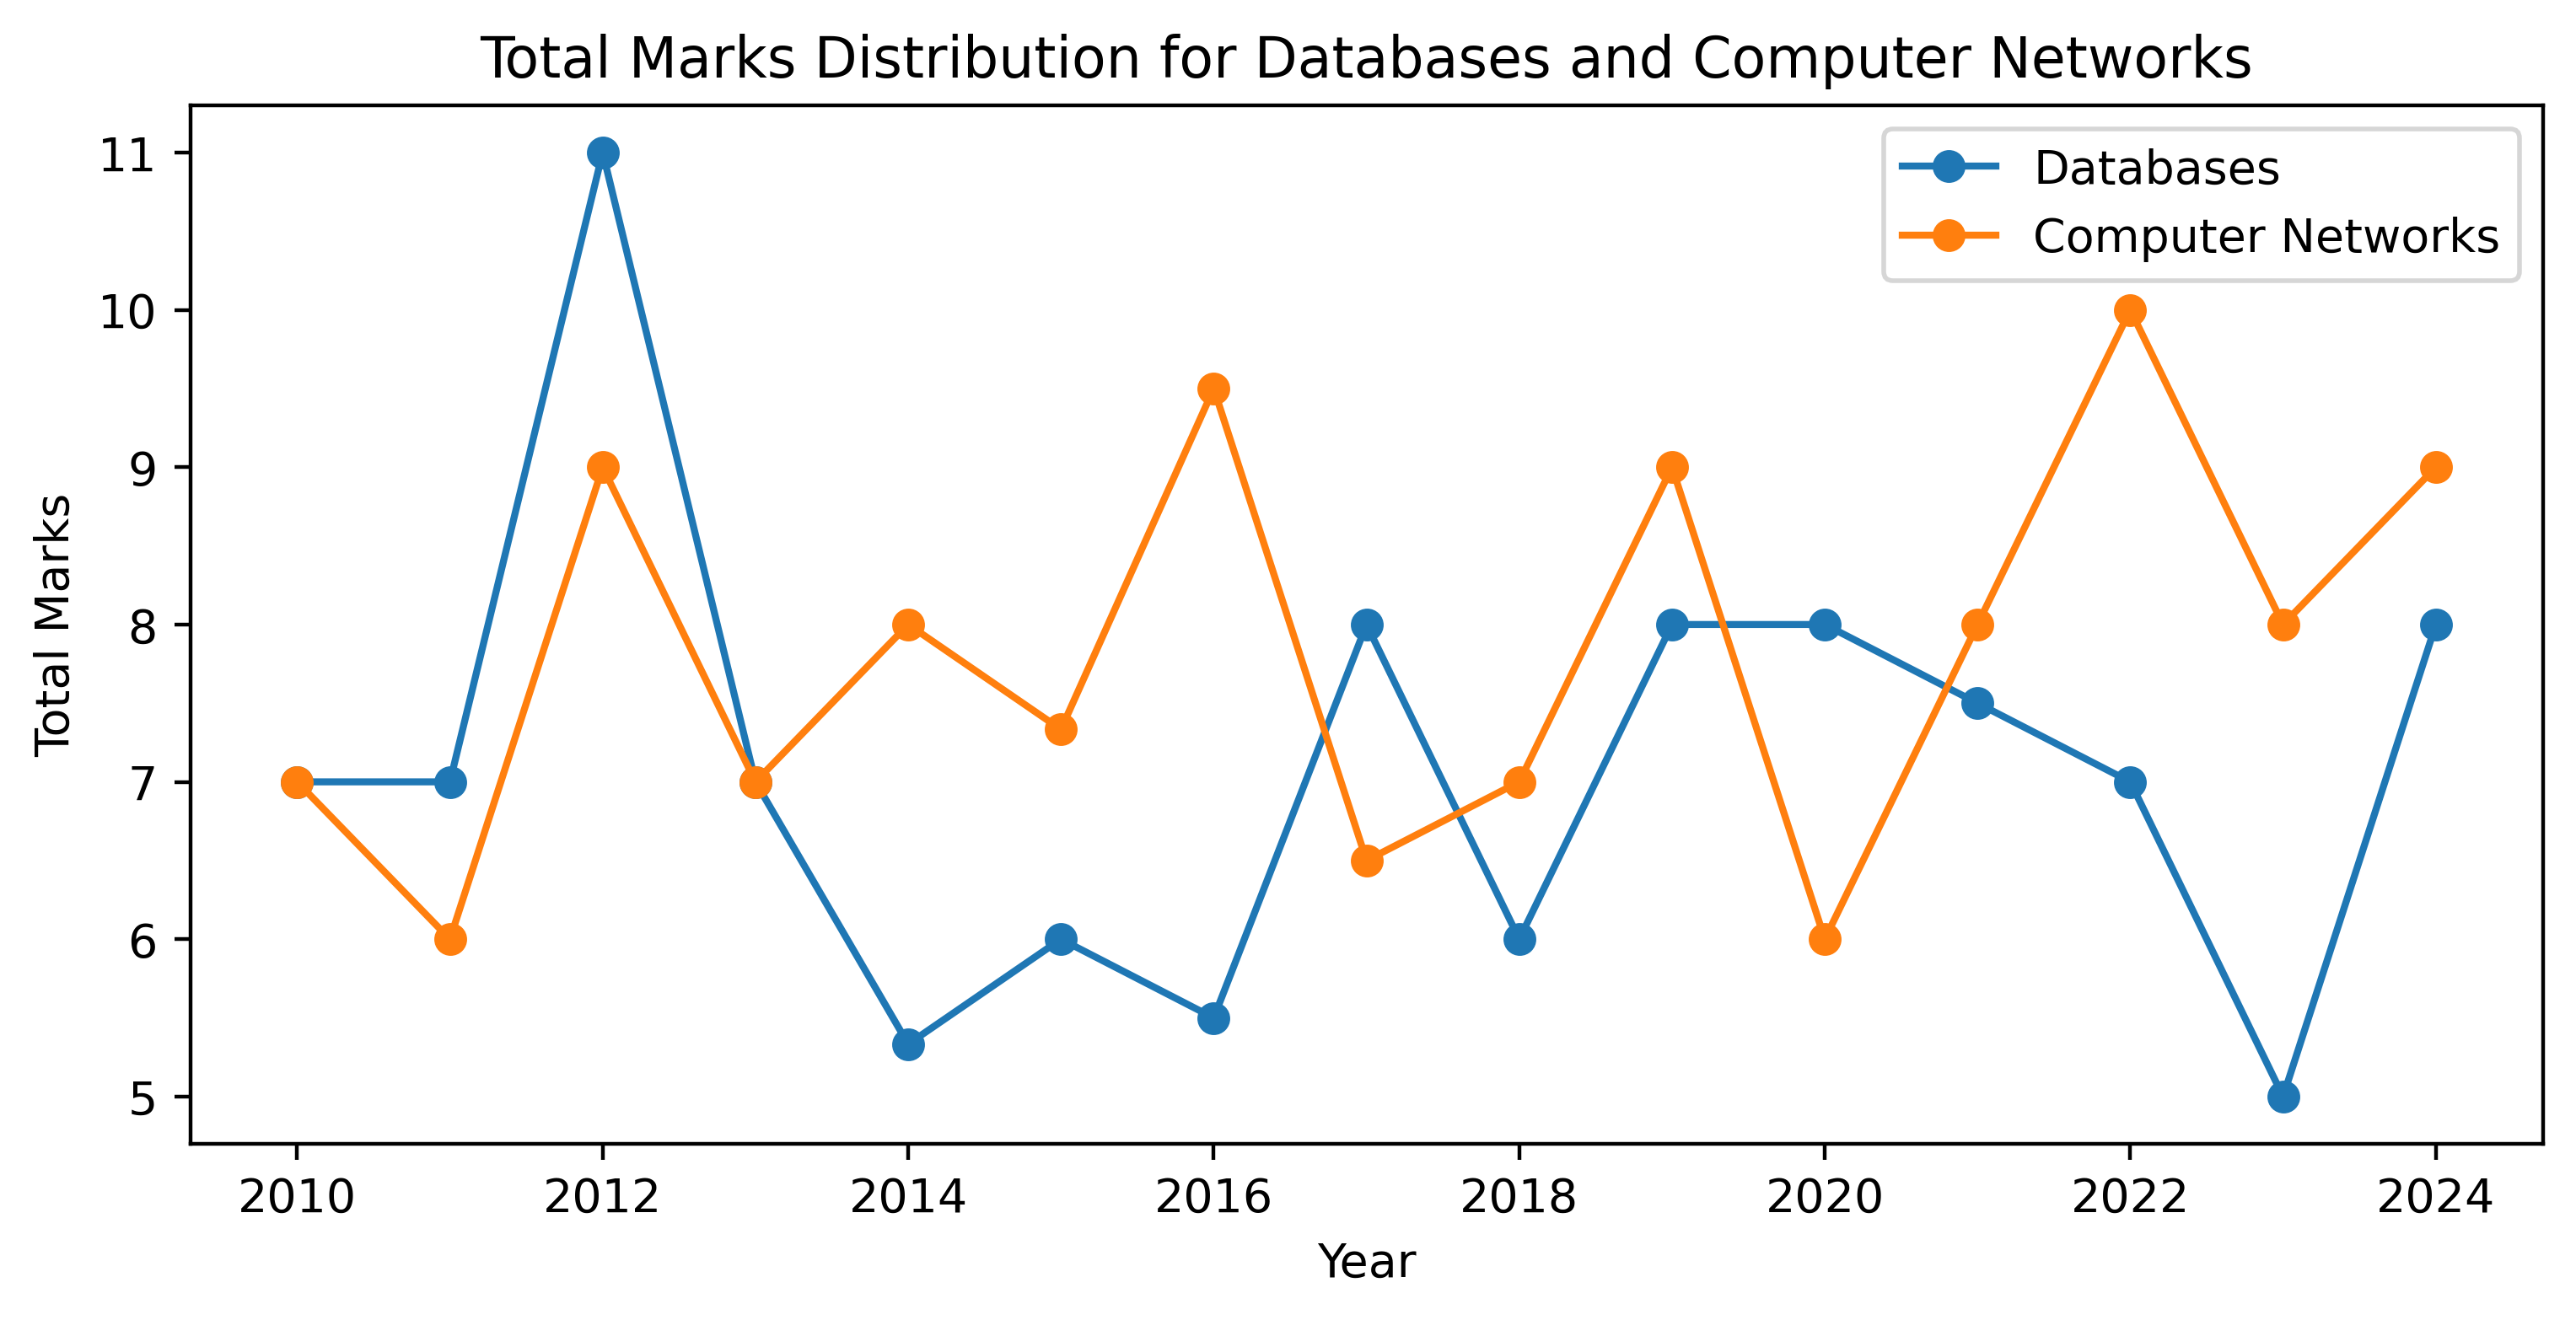 Total Marks Distribution for Databases and Computer Networks
Databases
Computer Networks
Total Marks
11
10
9
8
7
6
5
2010 2012 2014 2016 2018 2020 2022 2024
Year